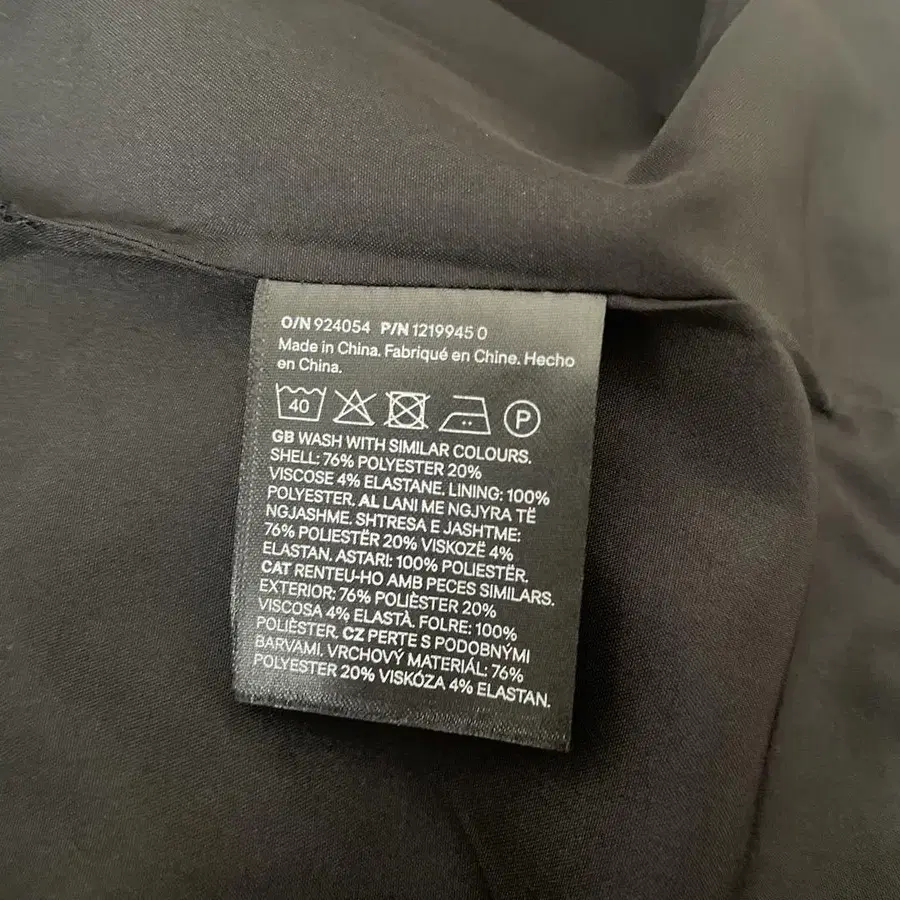 O/N 924054 P/N 1219945 0
Made in China. Fabriqué en Chine. Hecho
en China.
40 P
GB WASH WITH SIMILAR COLOURS.
SHELL: 76% POLYESTER 20%
VISCOSE 4% ELASTANE. LINING: 100%
POLYESTER. AL LANI ME NGJYRA TË
NGJASHME. SHTRESA E JASHTME:
76% POLIESTËR 20% VISKOZË 4%
ELASTAN. ASTARI: 100% POLIESTËR.
CAT RENTEU-HO AMB PECES SIMILARS.
EXTERIOR: 76% POLIÈSTER 20%
VISCOSA 4% ELASTÀ. FOLRE: 100%
POLIÈSTER. CZ PERTE S PODOBNÝMI
BARVAMI. VRCHOVÝ MATERIÁL: 76%
POLYESTER 20% VISKÓZA 4% ELASTAN.